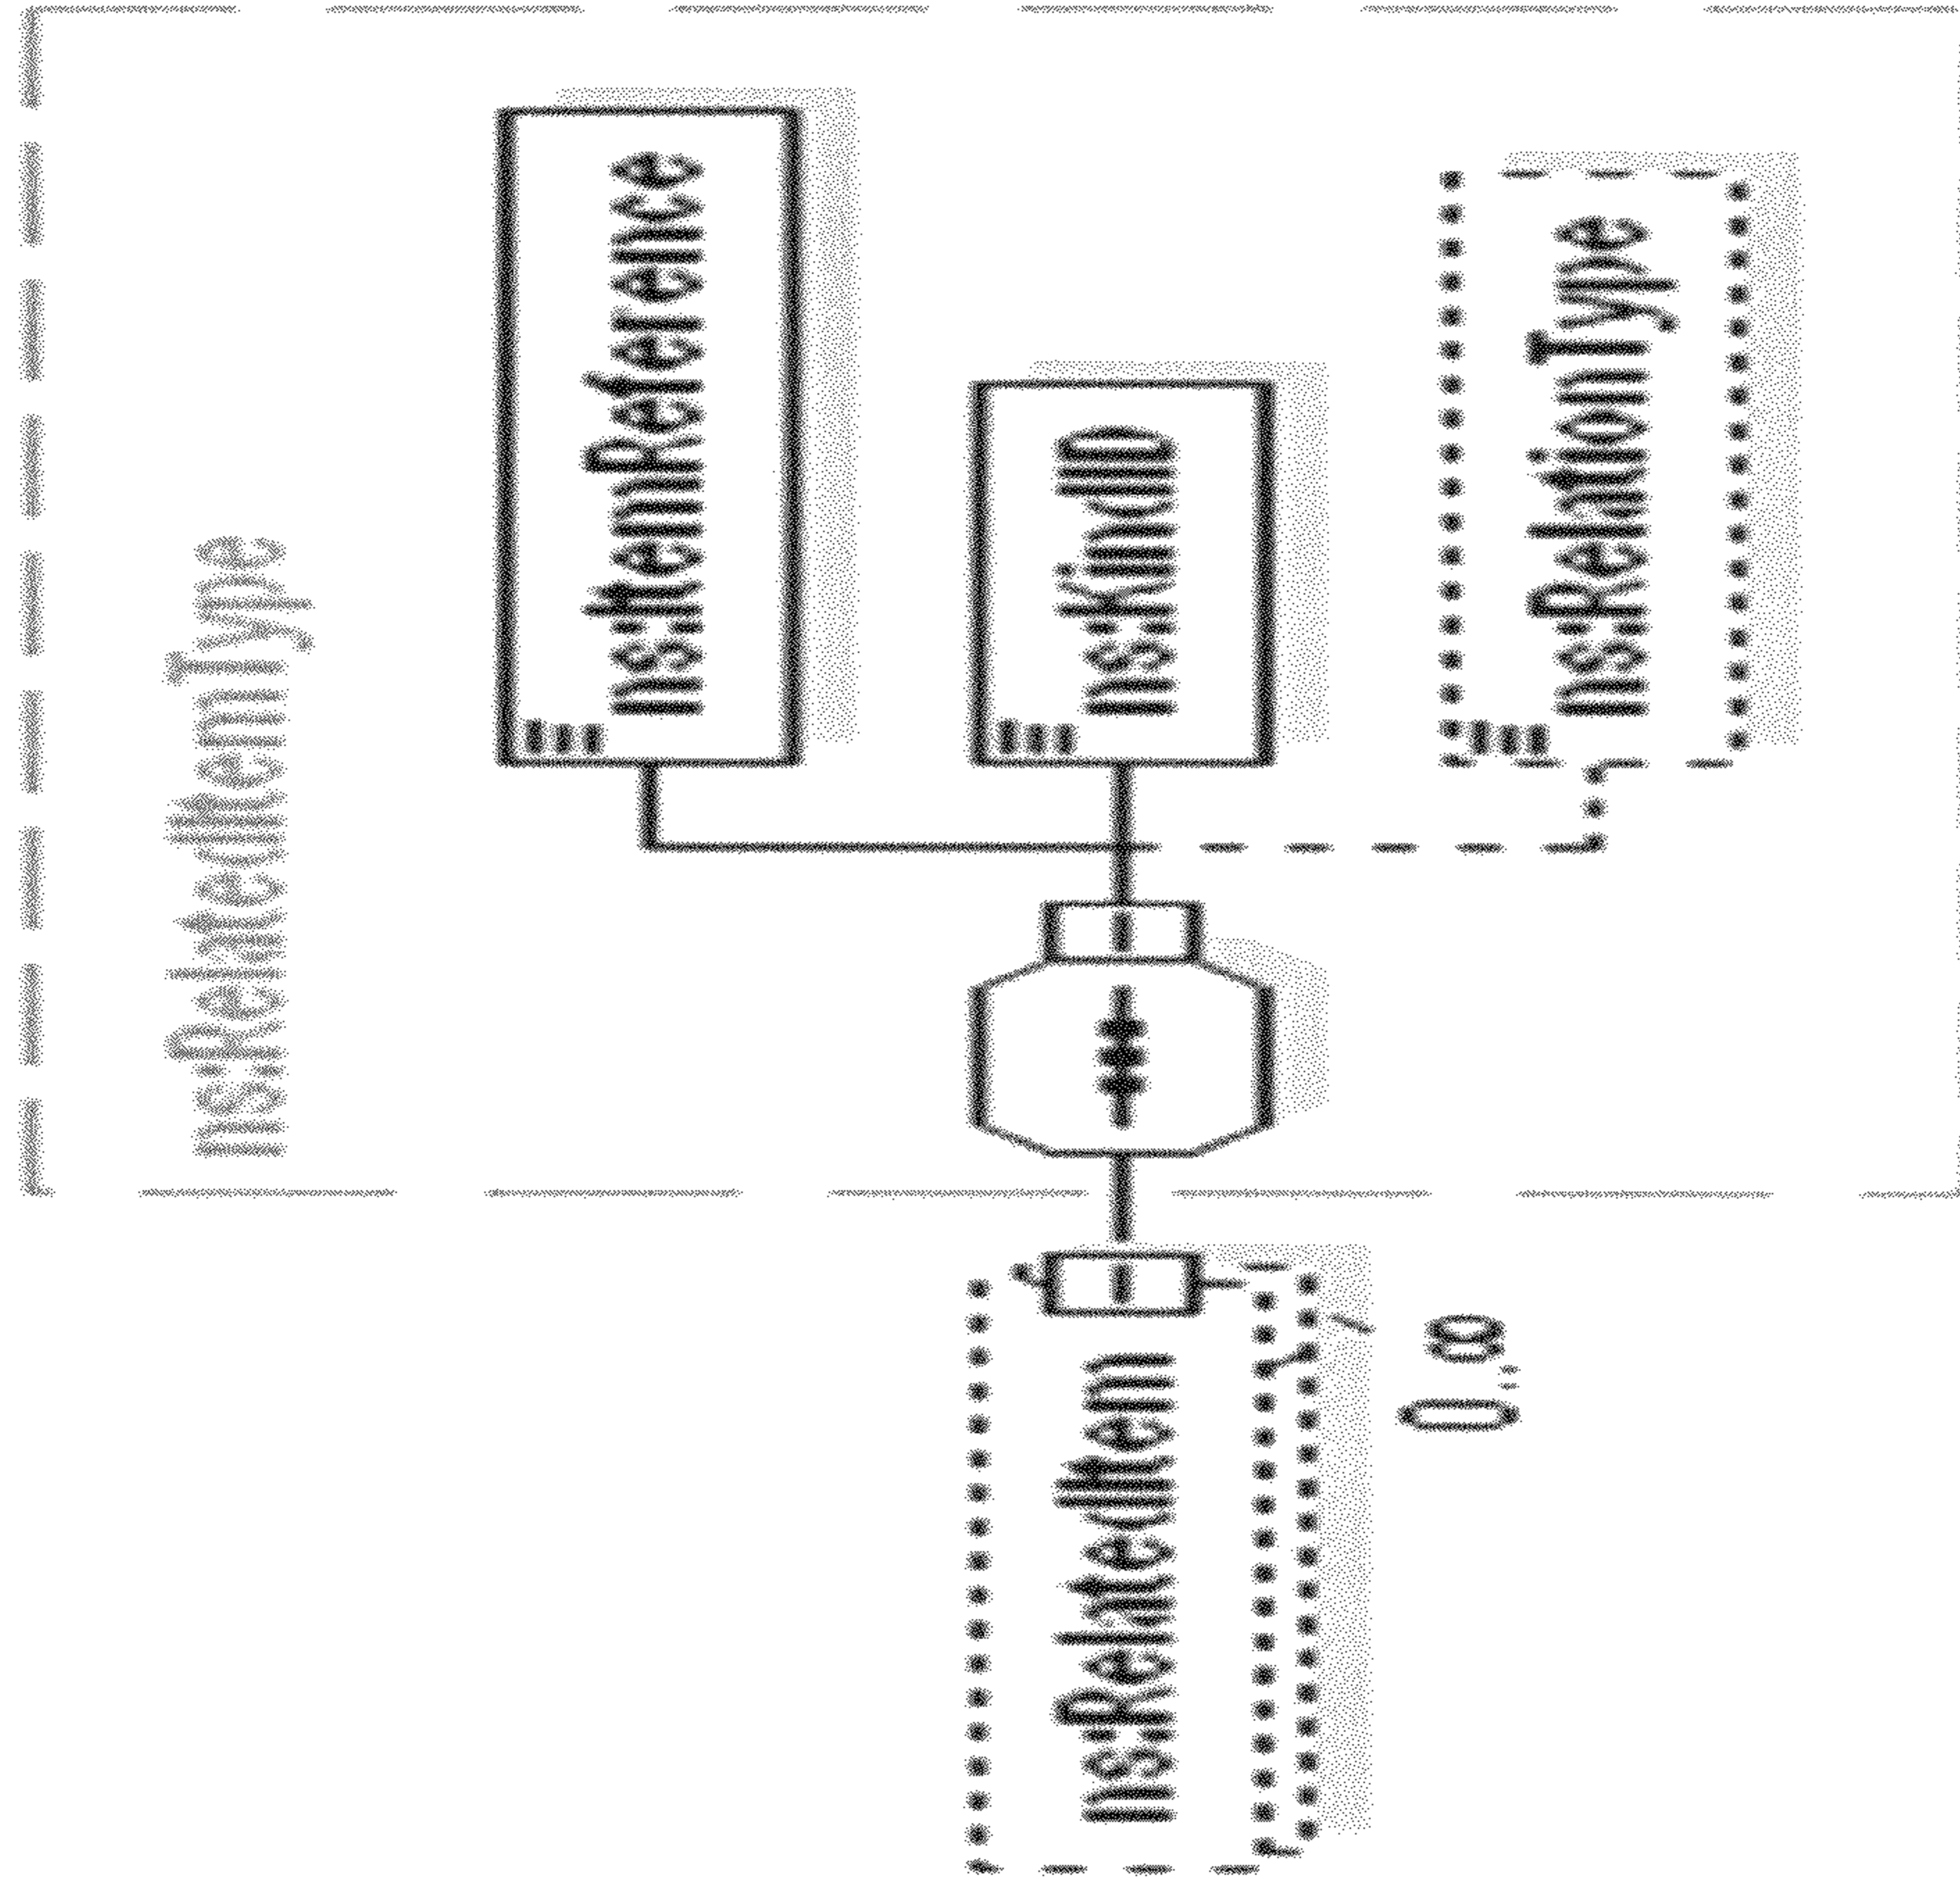 ns:RelatedItemType
ns:ItemReference
ns:KindID
ns:RelationType
ns:RelatedItem
0..∞